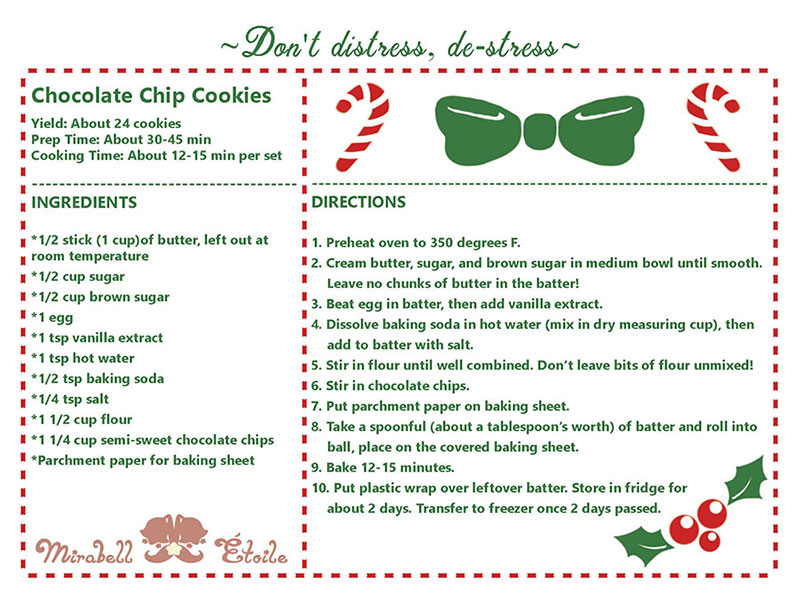 ~Don't distress, de-stress~
Chocolate Chip Cookies
Yield: About 24 cookies
Prep Time: About 30-45 min
Cooking Time: About 12-15 min per set
INGREDIENTS
*1/2 stick (1 cup)of butter, left out at
room temperature
*1/2 cup sugar
*1/2 cup brown sugar
*1 egg
*1 tsp vanilla extract
*1 tsp hot water
*1/2 tsp baking soda
*1/4 tsp salt
*1 1/2 cup flour
*1 1/4 cup semi-sweet chocolate chips
*Parchment paper for baking sheet
Mirabell Étoile
DIRECTIONS
1. Preheat oven to 350 degrees F.
2. Cream butter, sugar, and brown sugar in medium bowl until smooth.
Leave no chunks of butter in the batter!
3. Beat egg in batter, then add vanilla extract.
4. Dissolve baking soda in hot water (mix in dry measuring cup), then
add to batter with salt.
5. Stir in flour until well combined. Don't leave bits of flour unmixed!
6. Stir in chocolate chips.
7. Put parchment paper on baking sheet.
8. Take a spoonful (about a tablespoon's worth) of batter and roll into
ball, place on the covered baking sheet.
9. Bake 12-15 minutes.
10. Put plastic wrap over leftover batter. Store in fridge for
about 2 days. Transfer to freezer once 2 days passed.